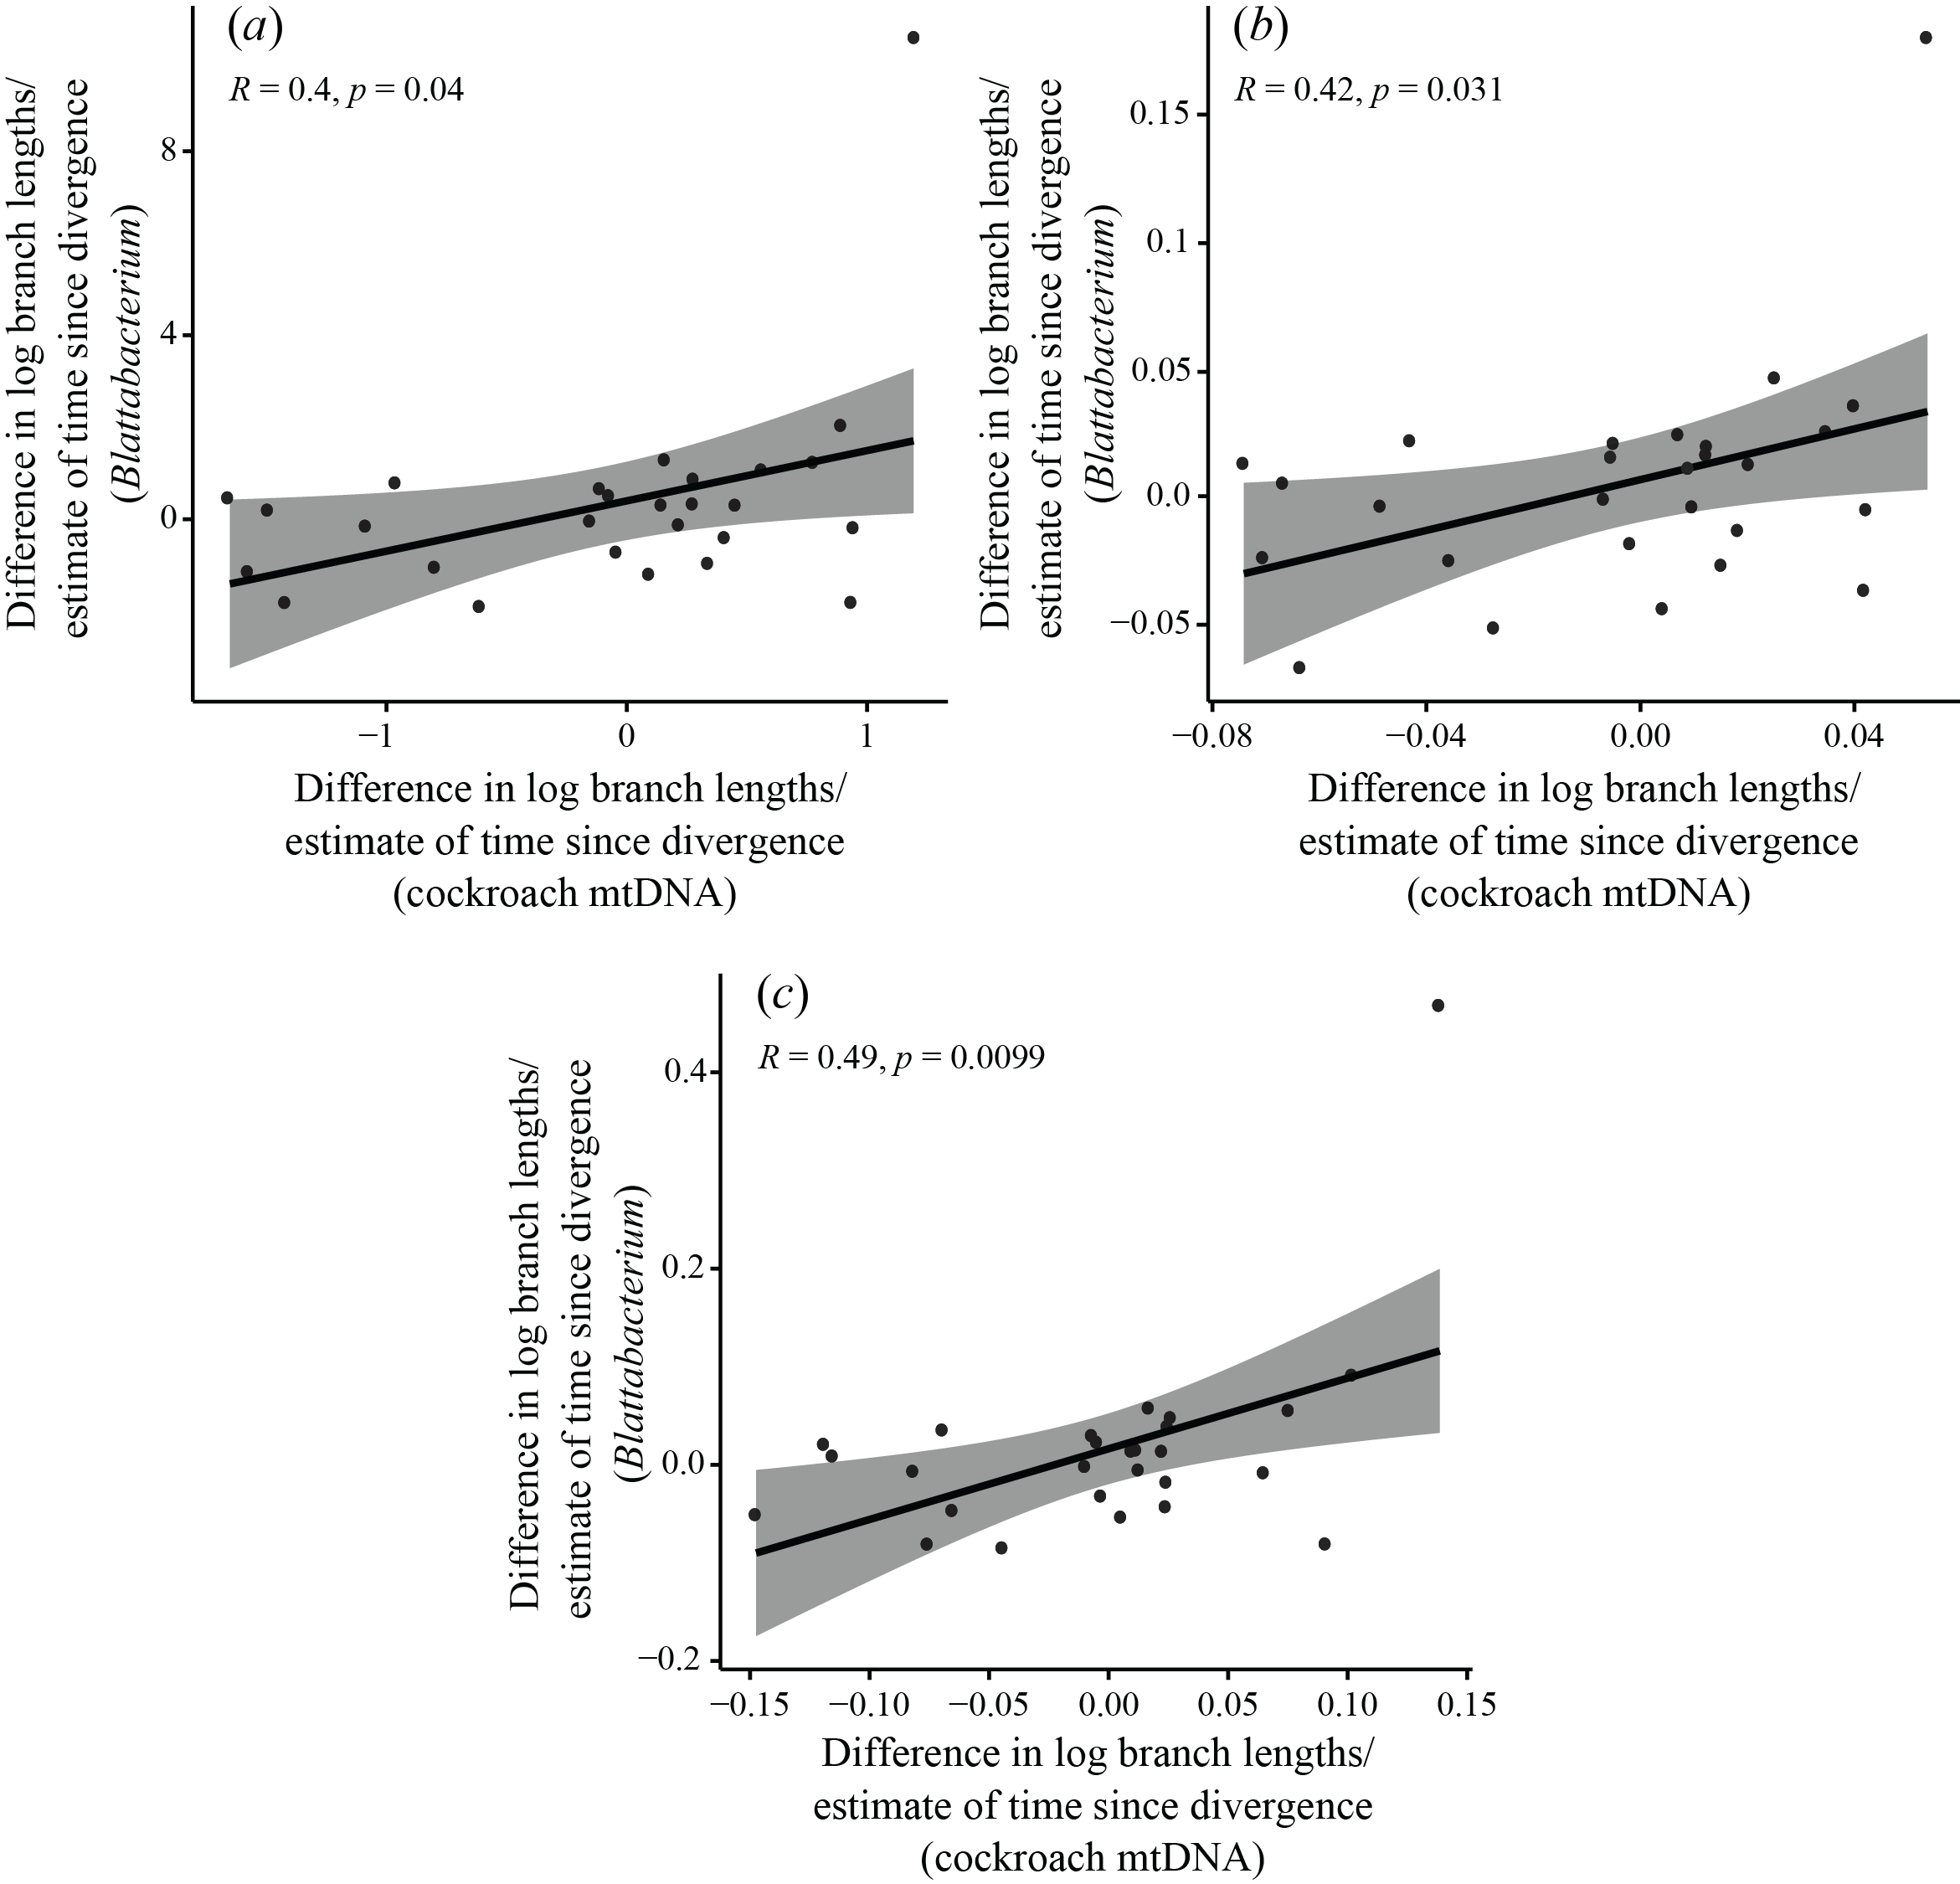 (a)
R = 0.4, p = 0.04
Difference in log branch lengths/
estimate of time since divergence
(Blattabacterium)
8
4
0
−1
0
1
Difference in log branch lengths/
estimate of time since divergence
(cockroach mtDNA)
(b)
R = 0.42, p = 0.031
Difference in log branch lengths/
estimate of time since divergence
(Blattabacterium)
0.15
0.1
0.05
0.0
−0.05
−0.08
−0.04
0.00
0.04
Difference in log branch lengths/
estimate of time since divergence
(cockroach mtDNA)
(c)
R = 0.49, p = 0.0099
Difference in log branch lengths/
estimate of time since divergence
(Blattabacterium)
0.4
0.2
0.0
−0.2
−0.15
−0.10
−0.05
0.00
0.05
0.10
0.15
Difference in log branch lengths/
estimate of time since divergence
(cockroach mtDNA)